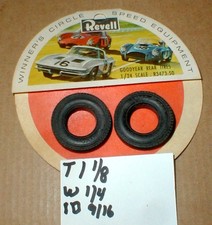 WINNER'S CIRCLE SPEED EQUIPMENT
Revell
16
GOODYEAR REAR TIRES
1/24 SCALE
T 1 1/8
W 1/4
ID 9/16